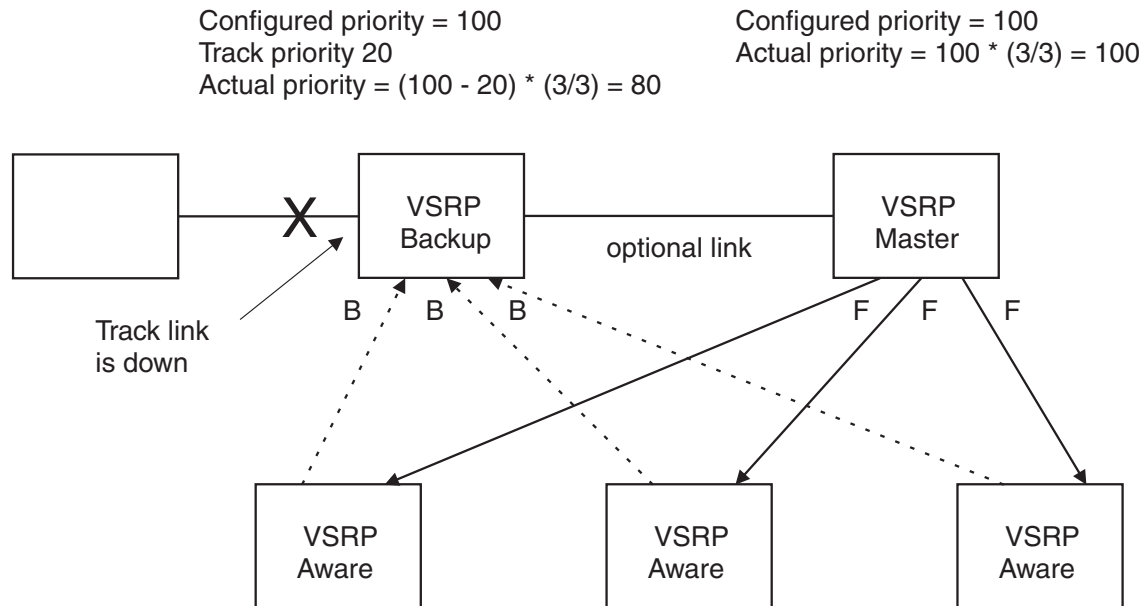 Configured priority = 100
Track priority 20
Actual priority = (100 - 20) * (3/3) = 80
Configured priority = 100
Actual priority = 100 * (3/3) = 100
X
VSRP
Backup
optional link
VSRP
Master
Track link
is down
B
B
B
F
F
F
VSRP
Aware
VSRP
Aware
VSRP
Aware